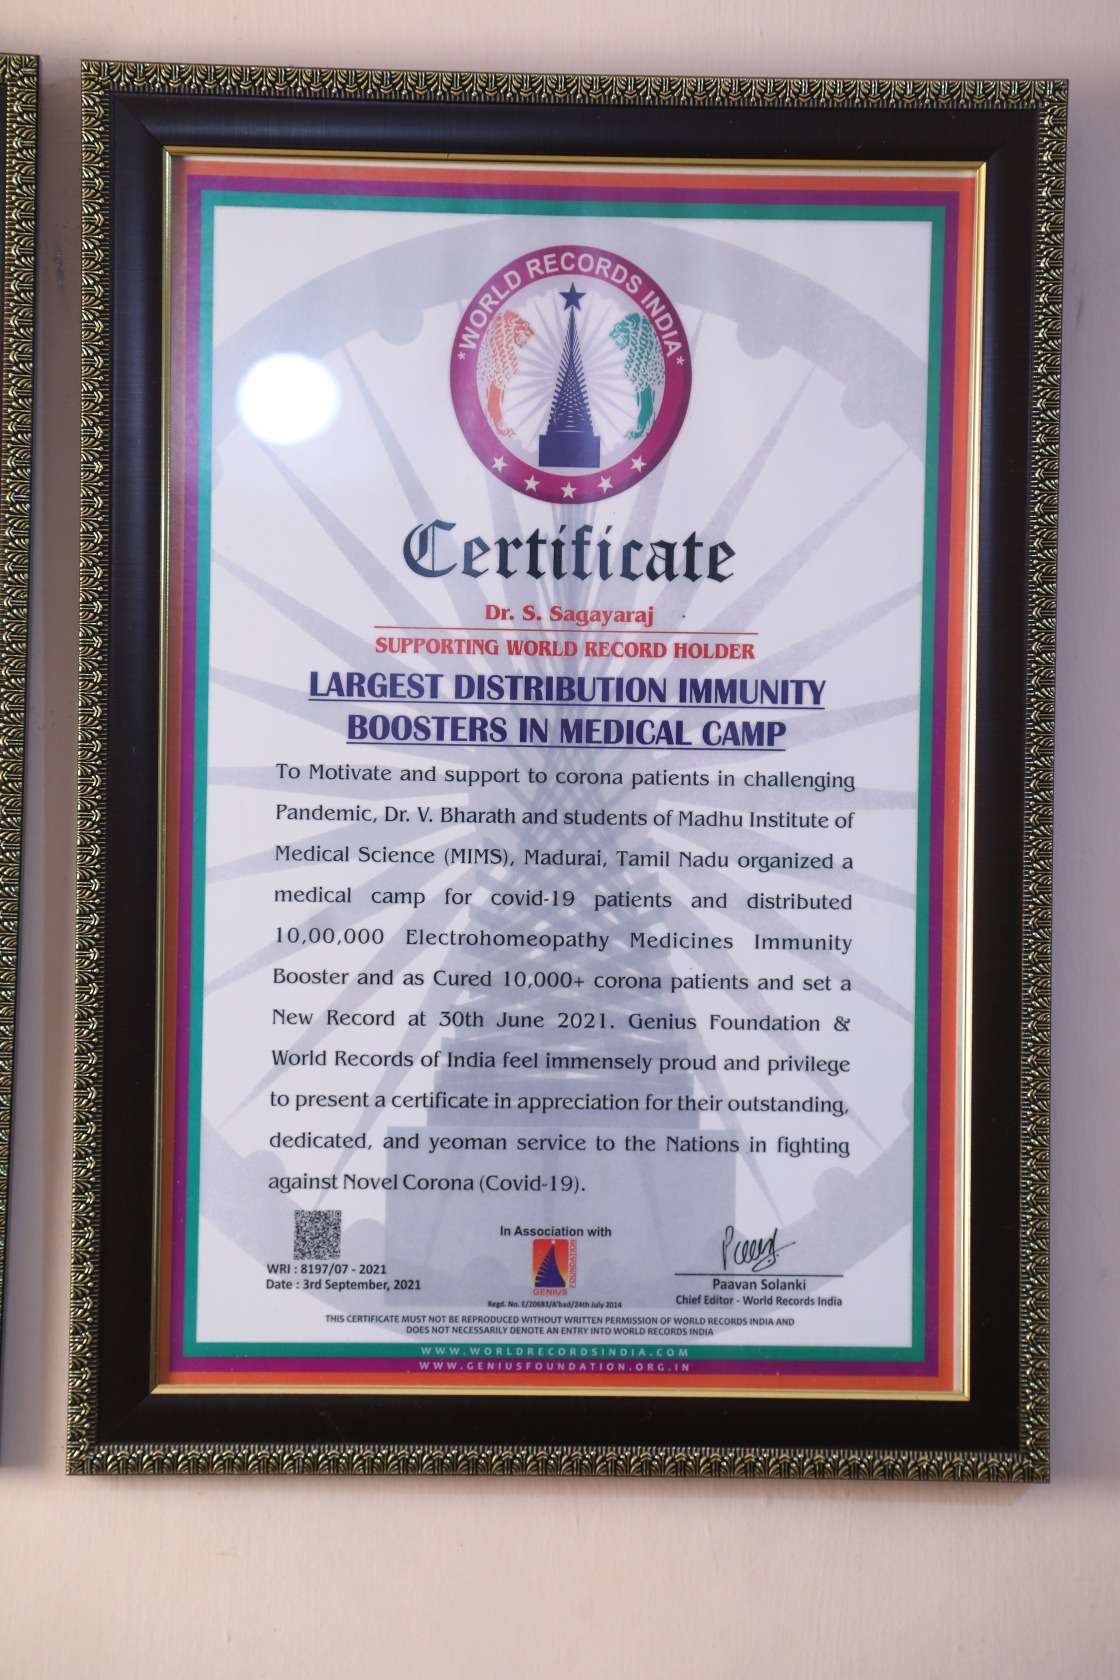 *WORLD RECORDS INDIA*
Certificate
Dr. S. Sagayaraj
SUPPORTING WORLD RECORD HOLDER
LARGEST DISTRIBUTION IMMUNITY
BOOSTERS IN MEDICAL CAMP
To Motivate and support to corona patients in challenging
Pandemic, Dr. V. Bharath and students of Madhu Institute of
Medical Science (MIMS), Madurai, Tamil Nadu organized a
medical camp for covid-19 patients and distributed
10,00,000 Electrohomeopathy Medicines Immunity
Booster and as Cured 10,000+ corona patients and set a
New Record at 30th June 2021. Genius Foundation &
World Records of India feel immensely proud and privilege
to present a certificate in appreciation for their outstanding,
dedicated, and yeoman service to the Nations in fighting
against Novel Corona (Covid-19).
WRI : 8197/07 - 2021
Date : 3rd September, 2021
In Association with
GENIUS
FOUNDATION
Regd. No. E/20683/A'bad/24th July 2014
Paavan Solanki
Chief Editor - World Records India
THIS CERTIFICATE MUST NOT BE REPRODUCED WITHOUT WRITTEN PERMISSION OF WORLD RECORDS INDIA AND
DOES NOT NECESSARILY DENOTE AN ENTRY INTO WORLD RECORDS INDIA
WWW.WORLDRECORDSINDIA.COM
WWW.GENIUSFOUNDATION.ORG.IN